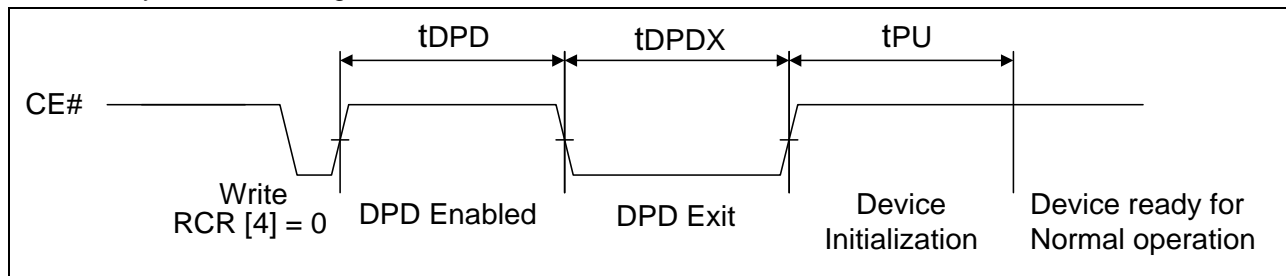 tDPD tDPDX tPU
CE#
Write
RCR [4] = 0
DPD Enabled
DPD Exit
Device
Initialization
Device ready for
Normal operation